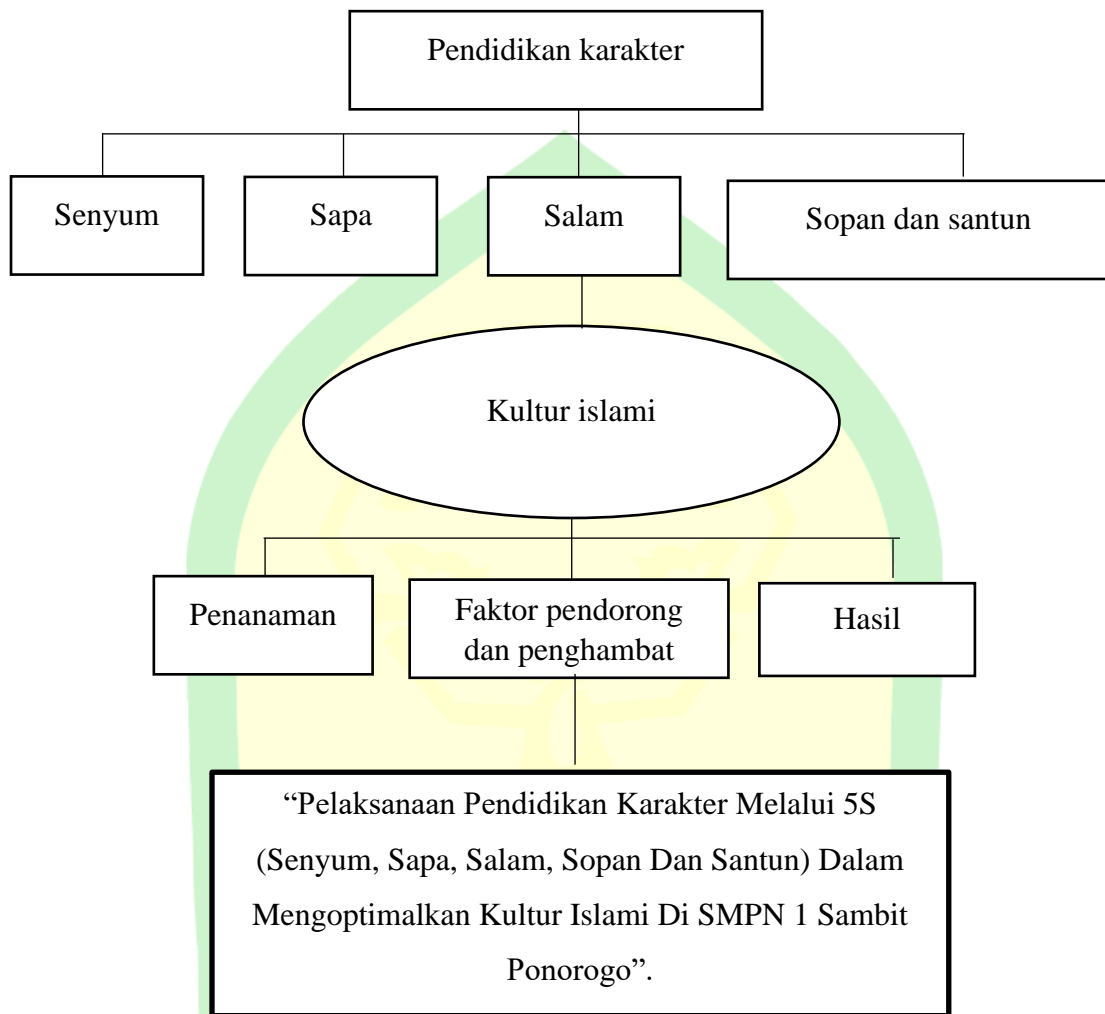 Pendidikan karakter
Senyum
Sapa
Salam
Sopan dan santun
Kultur islami
Penanaman
Faktor pendorong
dan penghambat
Hasil
“Pelaksanaan Pendidikan Karakter Melalui 5S
(Senyum, Sapa, Salam, Sopan Dan Santun) Dalam
Mengoptimalkan Kultur Islami Di SMPN 1 Sambit
Ponorogo”.